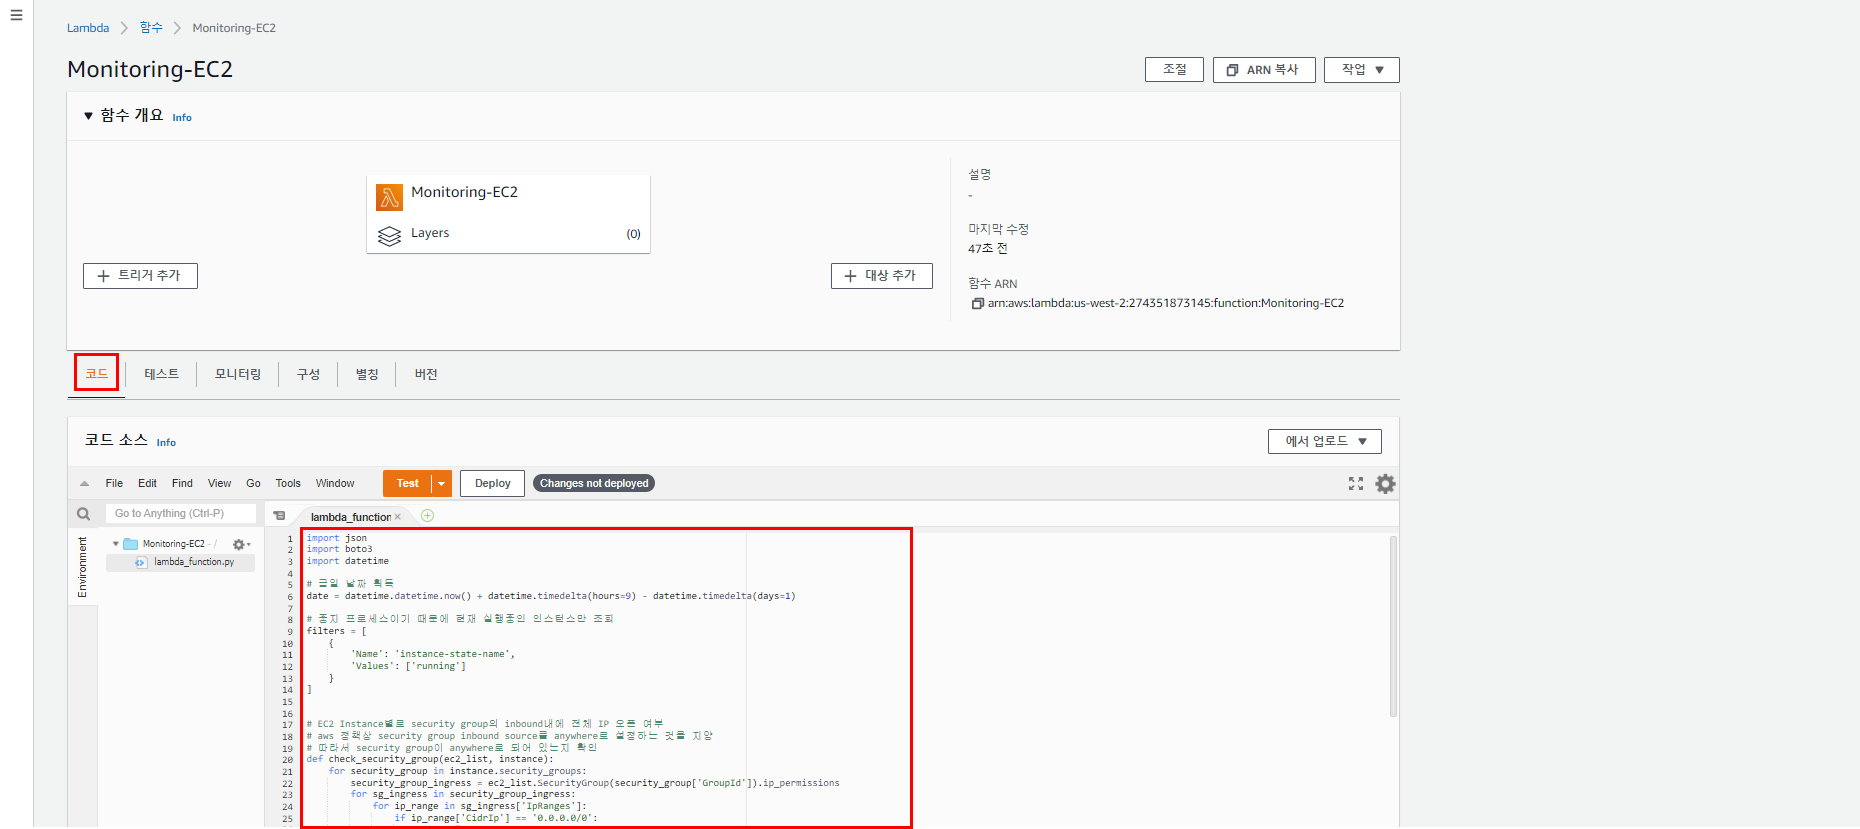 Lambda 함수 Monitoring-EC2
Monitoring-EC2
조절 ARN 복사 작업
함수 개요 Info
Monitoring-EC2
Layers (0)
트리거 추가
대상 추가
설명
-
마지막 수정
47초 전
함수 ARN
arn:aws:lambda:us-west-2:274351873145:function:Monitoring-EC2
코드 테스트 모니터링 구성 별칭 버전
코드 소스 Info
에서 업로드
File Edit Find View Go Tools Window Test Deploy Changes not deployed
Go to Anything (Ctrl-P)
lambda_function
Environment
Monitoring-EC2 - /
lambda_function.py
1 import json
2 import boto3
3 import datetime
4
5 # 금일 날짜 획득
6 date = datetime.datetime.now() + datetime.timedelta(hours=9) - datetime.timedelta(days=1)
7
8 # 중지 프로세스이기 때문에 현재 실행중인 인스턴스만 조회
9 filters = [
10 {
11 'Name': 'instance-state-name',
12 'Values': ['running']
13 }
14 ]
15
16
17 # EC2 Instance별로 security group의 inbound내에 전체 IP 오픈 여부
18 # aws 정책상 security group inbound source를 anywhere로 설정하는 것을 지양
19 # 따라서 security group이 anywhere로 되어 있는지 확인
20 def check_security_group(ec2_list, instance):
21 for security_group in instance.security_groups:
22 security_group_ingress = ec2_list.SecurityGroup(security_group['GroupId']).ip_permissions
23 for sg_ingress in security_group_ingress:
24 for ip_range in sg_ingress['IpRanges']:
25 if ip_range['CidrIp'] == '0.0.0.0/0':